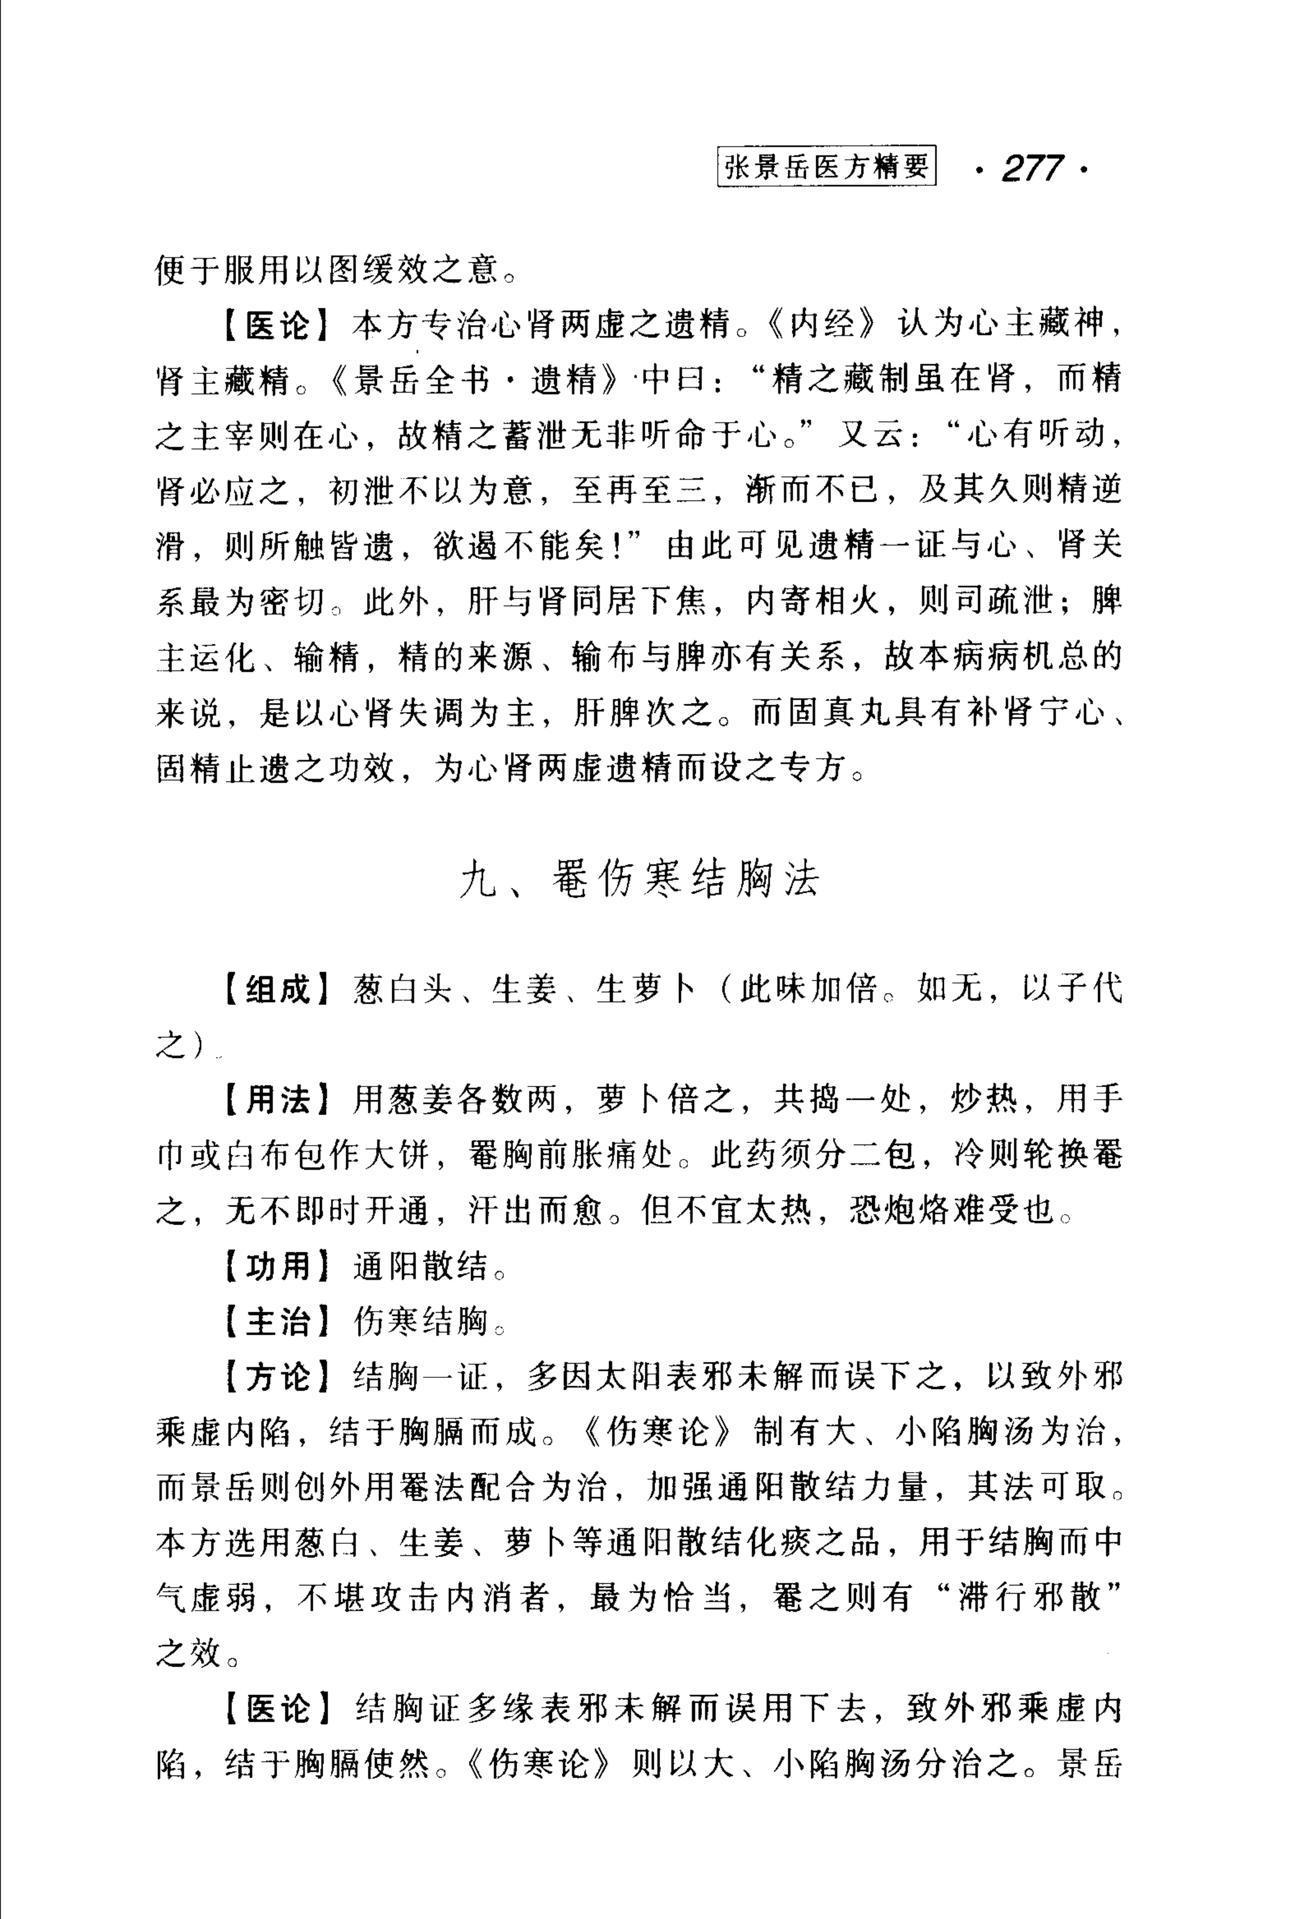 张景岳医方精要 · 277 ·
便于服用以图缓效之意。
【医论】本方专治心肾两虚之遗精。《内经》认为心主藏神，
肾主藏精。《景岳全书·遗精》中曰：“精之藏制虽在肾，而精
之主宰则在心，故精之蓄泄无非听命于心。”又云：“心有听动，
肾必应之，初泄不以为意，至再至三，渐而不已，及其久则精逆
滑，则所触皆遗，欲遏不能矣！”由此可见遗精一证与心、肾关
系最为密切。此外，肝与肾同居下焦，内寄相火，则司疏泄；脾
主运化、输精，精的来源、输布与脾亦有关系，故本病病机总的
来说，是以心肾失调为主，肝脾次之。而固真丸具有补肾宁心、
固精止遗之功效，为心肾两虚遗精而设之专方。
九、罨伤寒结胸法
【组成】葱白头、生姜、生萝卜（此味加倍。如无，以子代
之）。
【用法】用葱姜各数两，萝卜倍之，共捣一处，炒热，用手
巾或白布包作大饼，罨胸前胀痛处。此药须分二包，冷则轮换罨
之，无不即时开通，汗出而愈。但不宜太热，恐炮烙难受也。
【功用】通阳散结。
【主治】伤寒结胸。
【方论】结胸一证，多因太阳表邪未解而误下之，以致外邪
乘虚内陷，结于胸膈而成。《伤寒论》制有大、小陷胸汤为治，
而景岳则创外用罨法配合为治，加强通阳散结力量，其法可取。
本方选用葱白、生姜、萝卜等通阳散结化痰之品，用于结胸而中
气虚弱，不堪攻击内消者，最为恰当，罨之则有“滞行邪散”
之效。
【医论】结胸证多缘表邪未解而误用下去，致外邪乘虚内
陷，结于胸膈使然。《伤寒论》则以大、小陷胸汤分治之。景岳